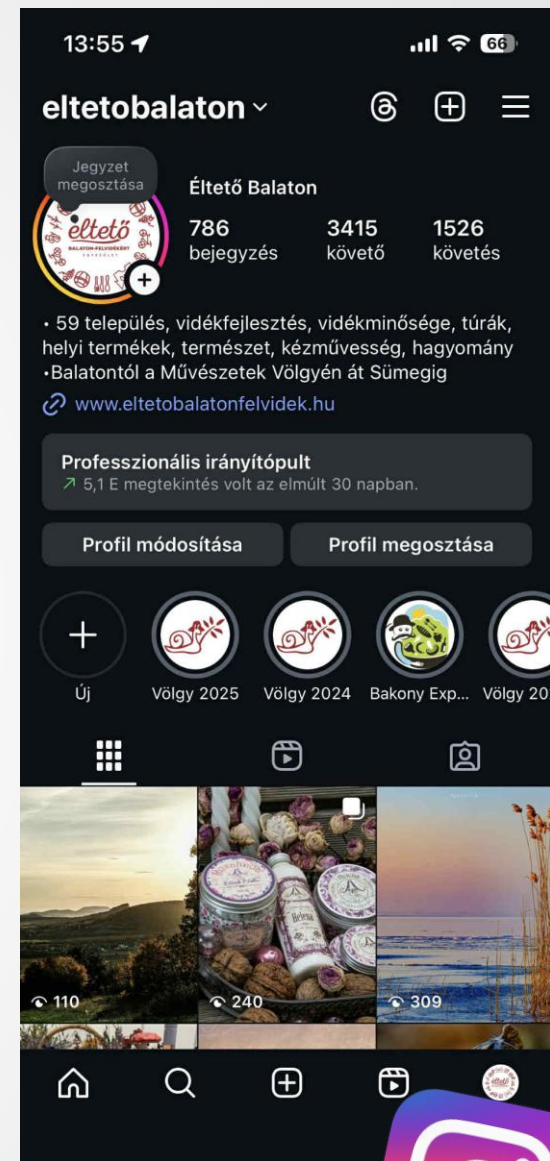 13:55
66
eltetobalaton
Jegyzet
megosztása
éltető
BALATON-FELVIDÉKÉRT
EGYESÜLET
Éltető Balaton
786 3415 1526
bejegyzés követő követés
• 59 település, vidékfejlesztés, vidékminősége, túrák,
helyi termékek, természet, kézművesség, hagyomány
•Balatontól a Művészetek Völgyén át Sümegig
www.eltetobalatonfelvidek.hu
Professzionális irányítópult
5,1 E megtekintés volt az elmúlt 30 napban.
Profil módosítása Profil megosztása
Új Völgy 2025 Völgy 2024 Bakony Exp... Völgy 20
Helena
110 240 309
éltető